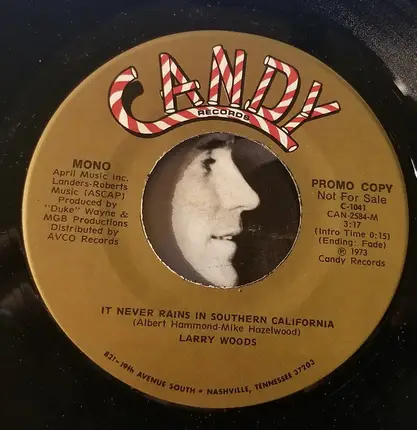 CANDY
RECORDS
MONO
April Music Inc.
Landers-Roberts
Music (ASCAP)
Produced by
"Duke" Wayne &
MGB Productions
Distributed by
AVCO Records
PROMO COPY
Not For Sale
C-1041
CAN-2584-M
3:17
(Intro Time 0:15)
(Ending: Fade)
℗ 1973
Candy Records
IT NEVER RAINS IN SOUTHERN CALIFORNIA
(Albert Hammond-Mike Hazelwood)
LARRY WOODS
821-19th AVENUE SOUTH • NASHVILLE, TENNESSEE 37203